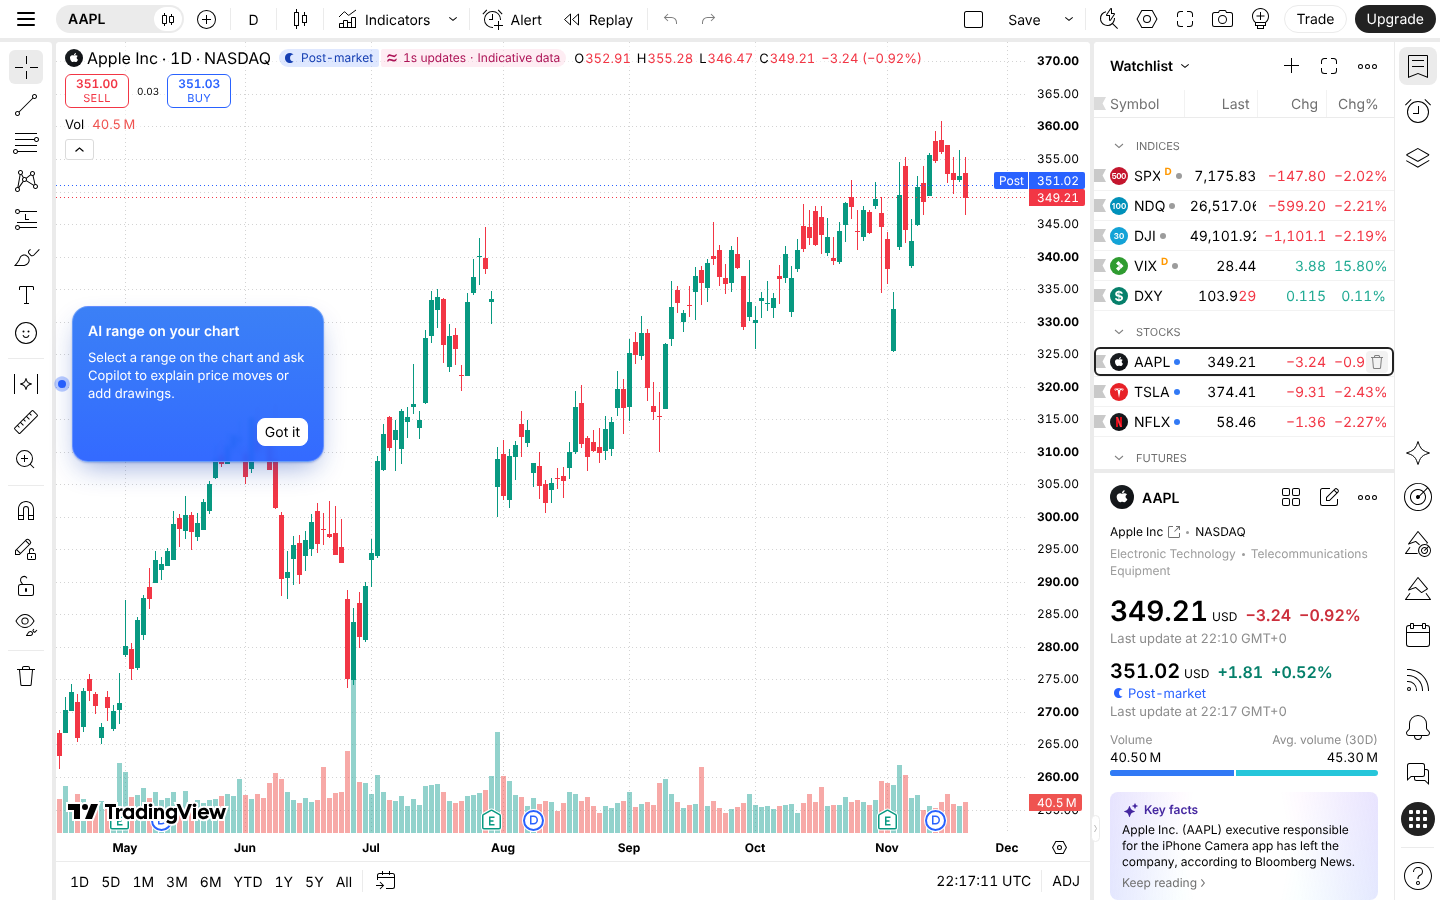 AAPL
D
Indicators
Alert
Replay
Save
Trade
Upgrade
Apple Inc · 1D · NASDAQ
Post-market
1s updates · Indicative data
O352.91 H355.28 L346.47 C349.21 −3.24 (−0.92%)
351.00
SELL
0.03
351.03
BUY
Vol 40.5 M
AI range on your chart
Select a range on the chart and ask
Copilot to explain price moves or
add drawings.
Got it
370.00
365.00
360.00
355.00
Post 351.02
349.21
345.00
340.00
335.00
330.00
325.00
320.00
315.00
310.00
305.00
300.00
295.00
290.00
285.00
280.00
275.00
270.00
265.00
260.00
40.5 M
TradingView
E D E D E D
May Jun Jul Aug Sep Oct Nov Dec
1D 5D 1M 3M 6M YTD 1Y 5Y All
22:17:11 UTC
ADJ
Watchlist
Symbol Last Chg Chg%
INDICES
500 SPX D 7,175.83 −147.80 −2.02%
100 NDQ 26,517.06 −599.20 −2.21%
30 DJI 49,101.92 −1,101.1 −2.19%
VIX D 28.44 3.88 15.80%
DXY 103.929 0.115 0.11%
STOCKS
AAPL 349.21 −3.24 −0.9
TSLA 374.41 −9.31 −2.43%
NFLX 58.46 −1.36 −2.27%
FUTURES
AAPL
Apple Inc • NASDAQ
Electronic Technology • Telecommunications
Equipment
349.21 USD −3.24 −0.92%
Last update at 22:10 GMT+0
351.02 USD +1.81 +0.52%
Post-market
Last update at 22:17 GMT+0
Volume Avg. volume (30D)
40.50 M 45.30 M
Key facts
Apple Inc. (AAPL) executive responsible
for the iPhone Camera app has left the
company, according to Bloomberg News.
Keep reading